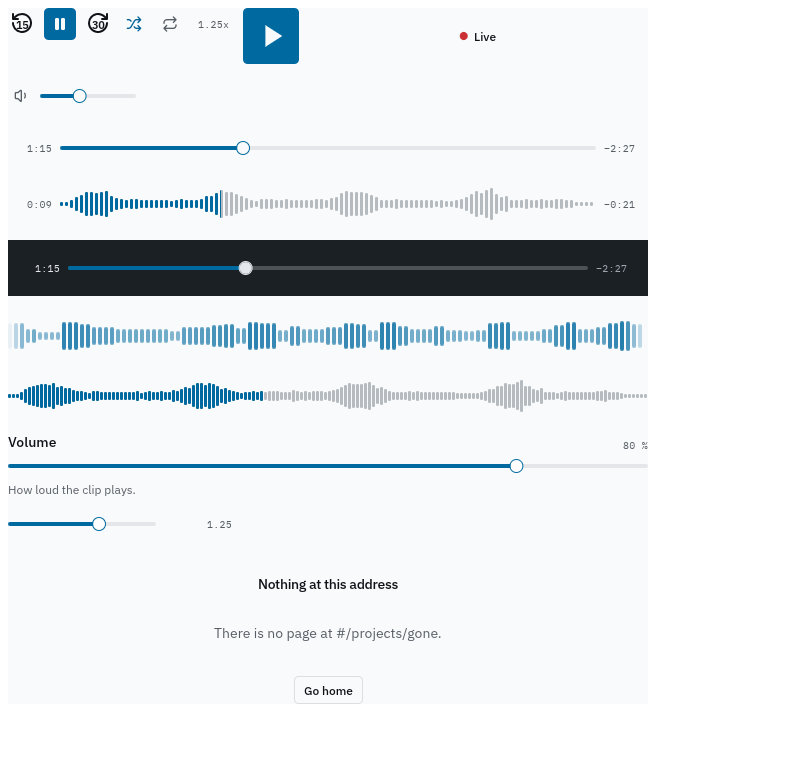 15
30
1.25x
Live
1:15
−2:27
0:09
−0:21
1:15
−2:27
Volume
80 %
How loud the clip plays.
1.25
Nothing at this address
There is no page at #/projects/gone.
Go home